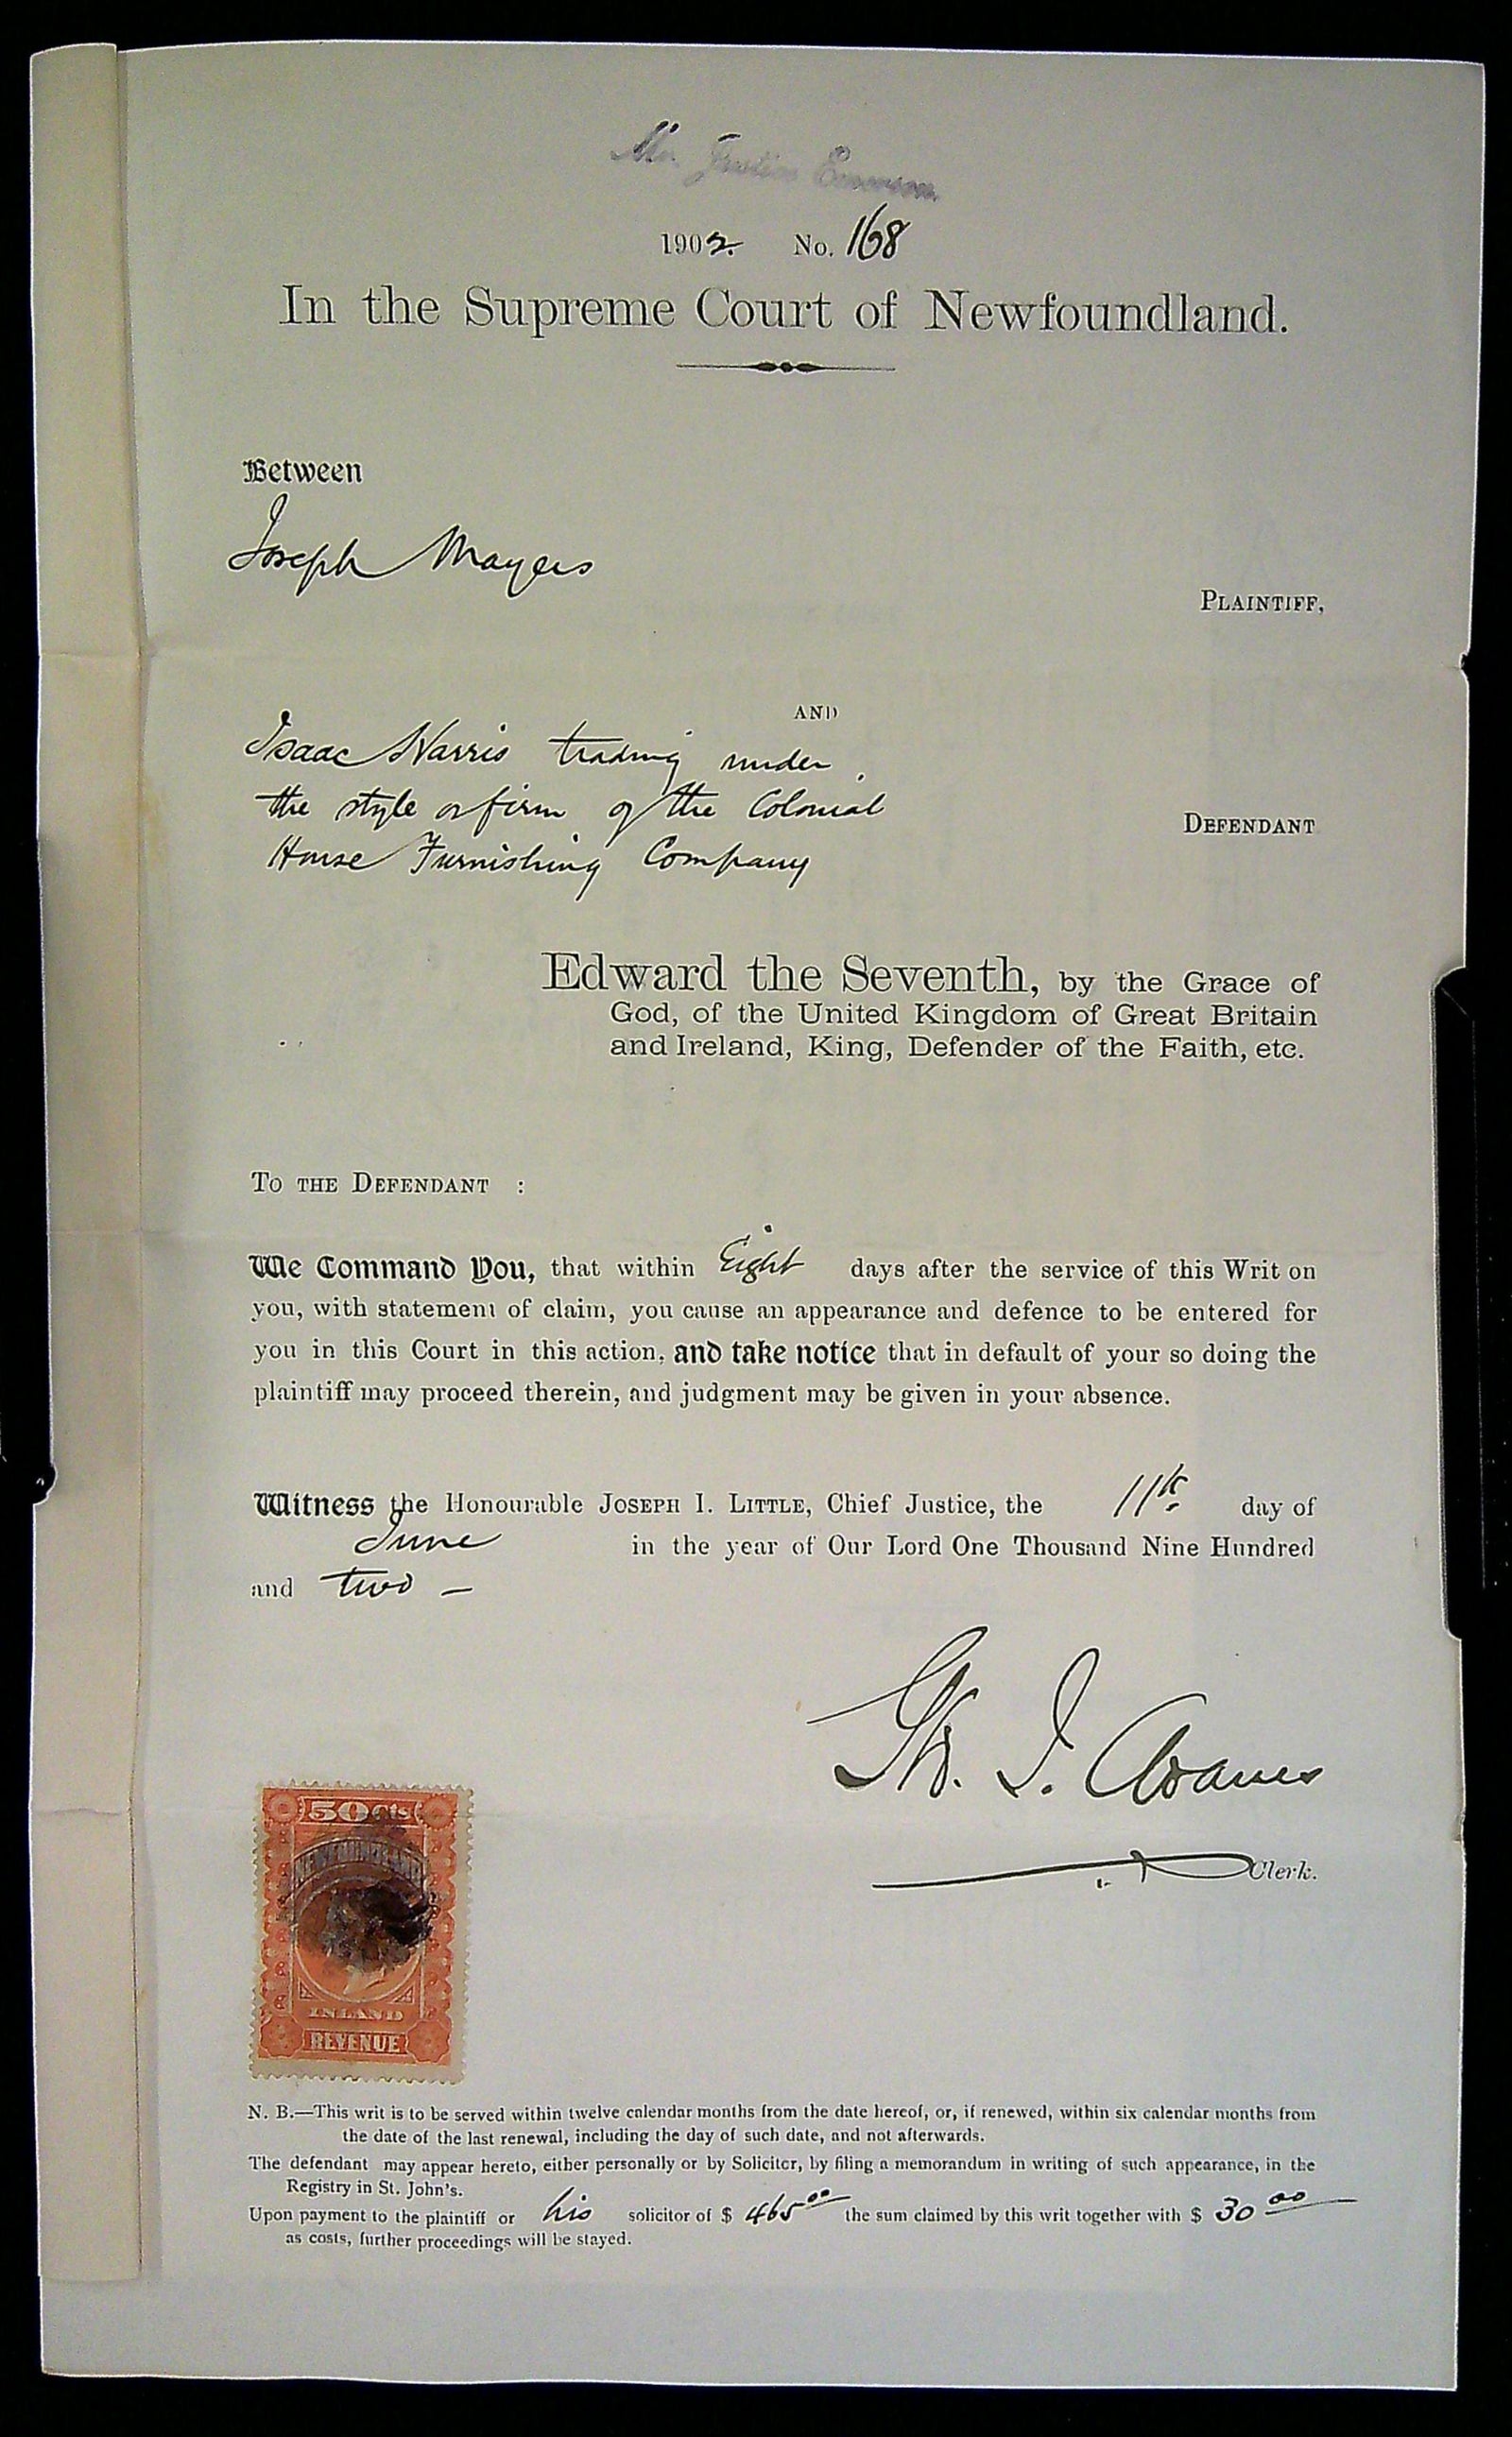 Mr. Justice Emerson.
1902. No. 168
In the Supreme Court of Newfoundland.
Between
Joseph Mayers
PLAINTIFF,
AND
Isaac Harris trading under
the style or firm of the Colonial
House Furnishing Company
DEFENDANT
Edward the Seventh, by the Grace of
God, of the United Kingdom of Great Britain
and Ireland, King, Defender of the Faith, etc.
TO THE DEFENDANT :
We Command You, that within Eight days after the service of this Writ on
you, with statement of claim, you cause an appearance and defence to be entered for
you in this Court in this action, and take notice that in default of your so doing the
plaintiff may proceed therein, and judgment may be given in your absence.
Witness the Honourable JOSEPH I. LITTLE, Chief Justice, the 11th day of
June in the year of Our Lord One Thousand Nine Hundred
and two –
I. Adams
D Clerk.
50 Cts
NEWFOUNDLAND
INLAND
REVENUE
N. B.—This writ is to be served within twelve calendar months from the date hereof, or, if renewed, within six calendar months from
the date of the last renewal, including the day of such date, and not afterwards.
The defendant may appear hereto, either personally or by Solicitor, by filing a memorandum in writing of such appearance, in the
Registry in St. John's.
Upon payment to the plaintiff or his solicitor of $ 465 00 the sum claimed by this writ together with $ 30 00
as costs, further proceedings will be stayed.